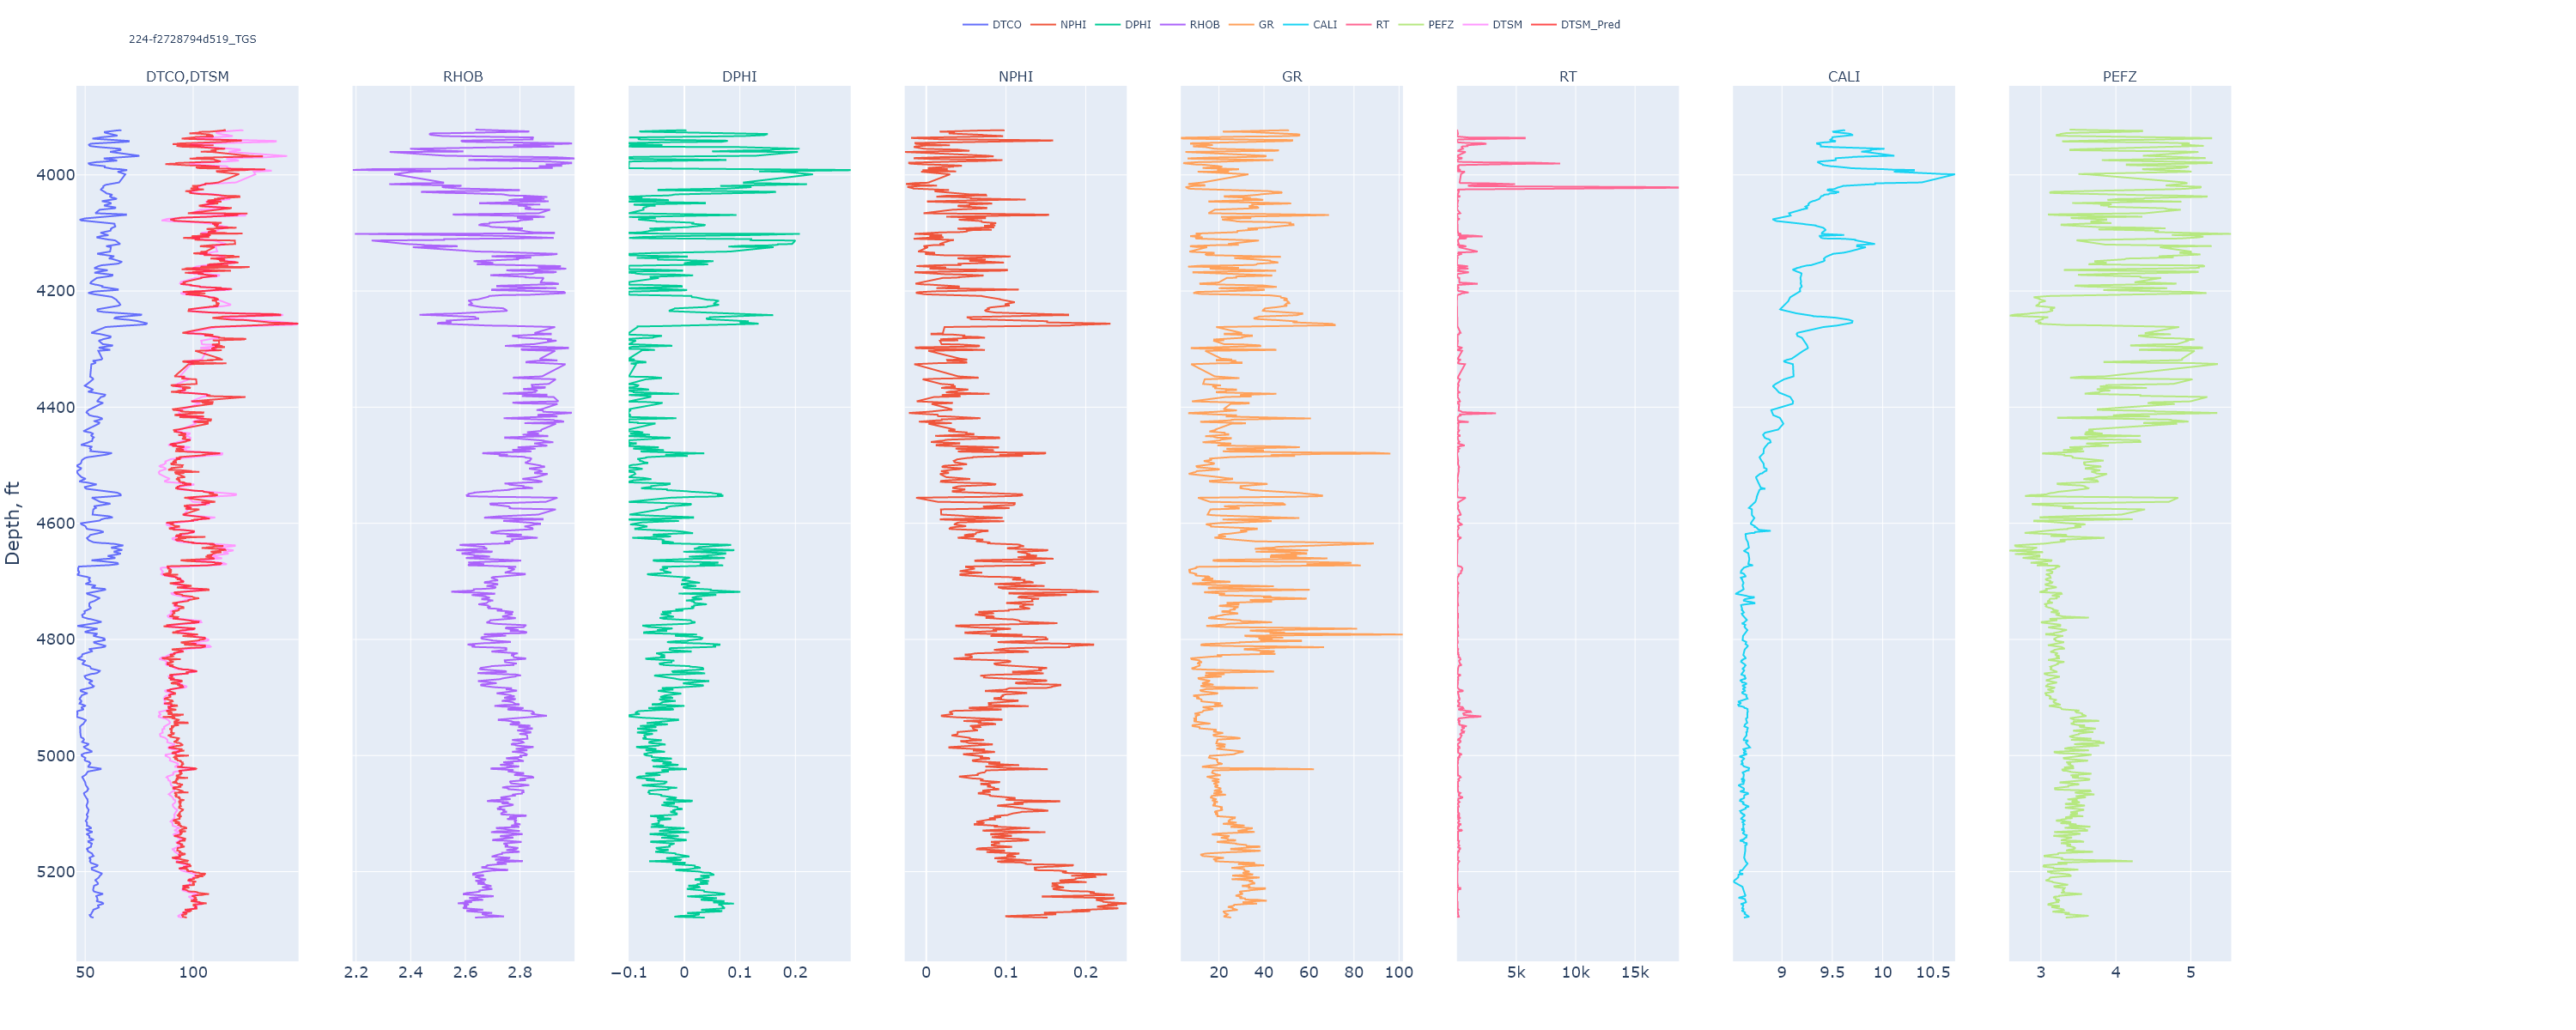 DTCO NPHI DPHI RHOB GR CALI RT PEFZ DTSM DTSM_Pred
224-f2728794d519_TGS
DTCO,DTSM RHOB DPHI NPHI GR RT CALI PEFZ
4000
4200
4400
4600
4800
5000
5200
Depth, ft
50 100 2.2 2.4 2.6 2.8 −0.1 0 0.1 0.2 0 0.1 0.2 20 40 60 80 100 5k 10k 15k 9 9.5 10 10.5 3 4 5